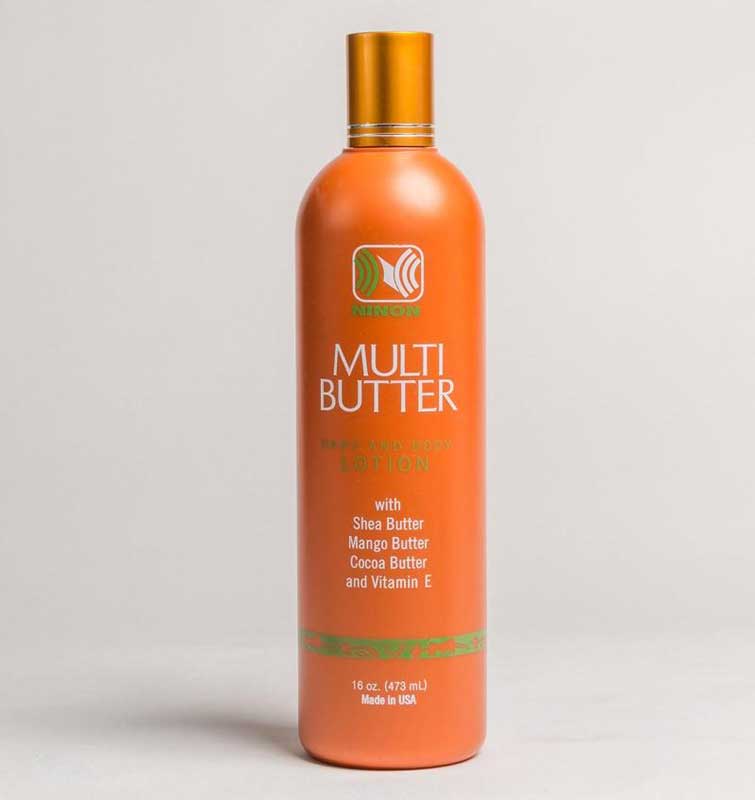 NINON
MULTI
BUTTER
HAND AND BODY
LOTION
with
Shea Butter
Mango Butter
Cocoa Butter
and Vitamin E
16 oz. (473 mL)
Made in USA